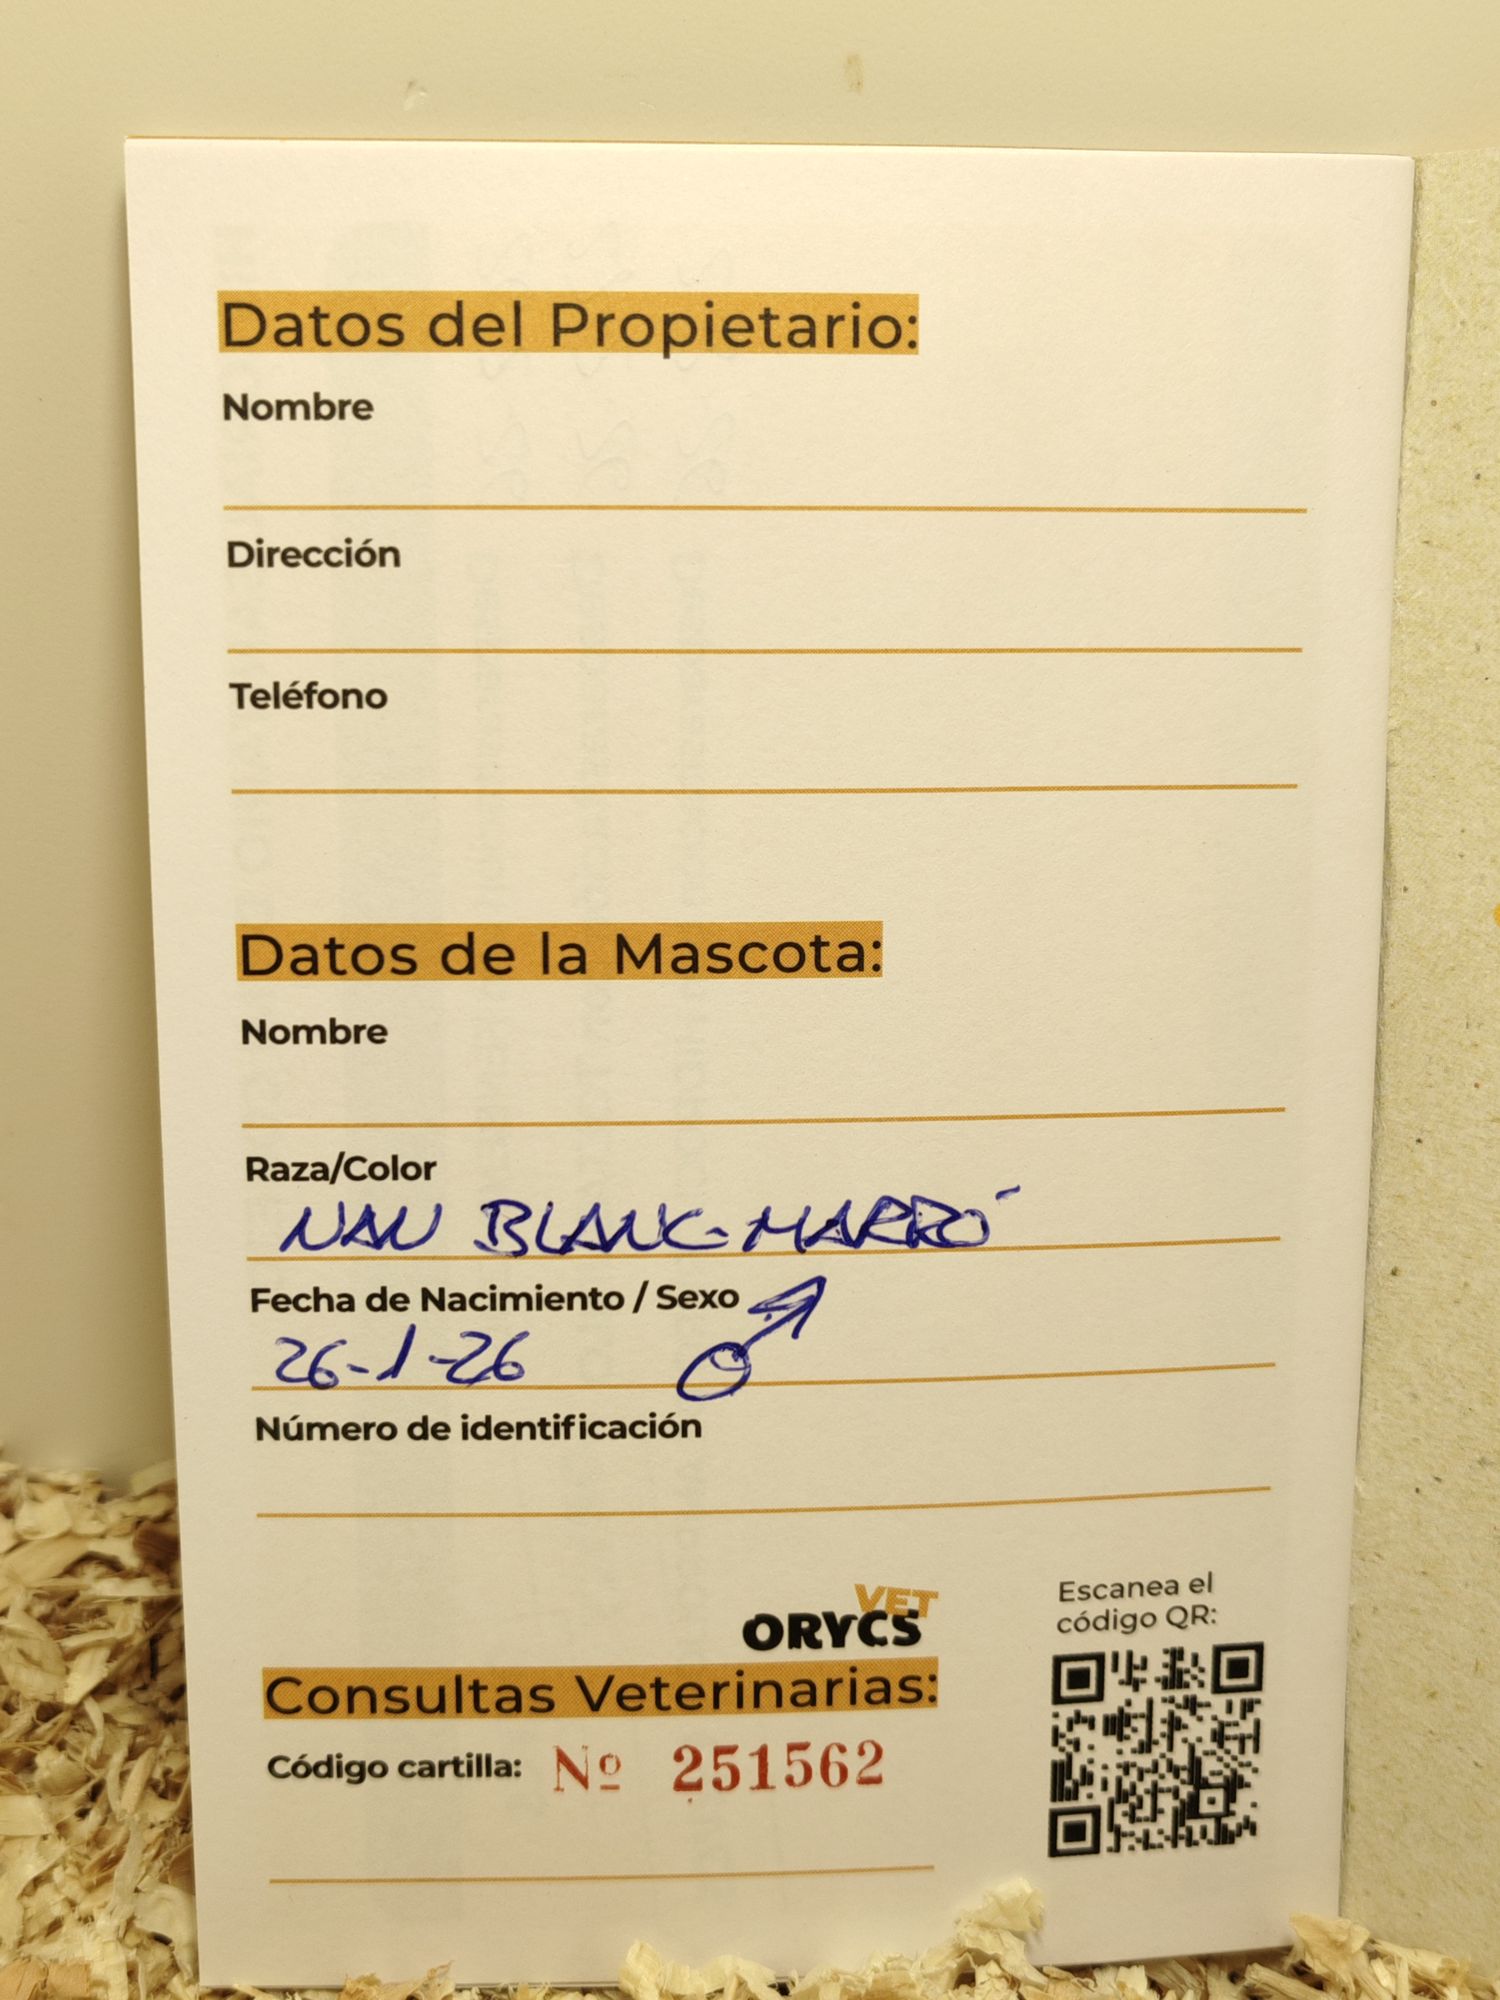 Datos del Propietario:
Nombre
Dirección
Teléfono
Datos de la Mascota:
Nombre
Raza/Color
NAN BLANC-MARRÓ
Fecha de Nacimiento / Sexo
26-1-26 ♂
Número de identificación
VET
ORYCS
Escanea el
código QR:
Consultas Veterinarias:
Código cartilla: Nº 251562